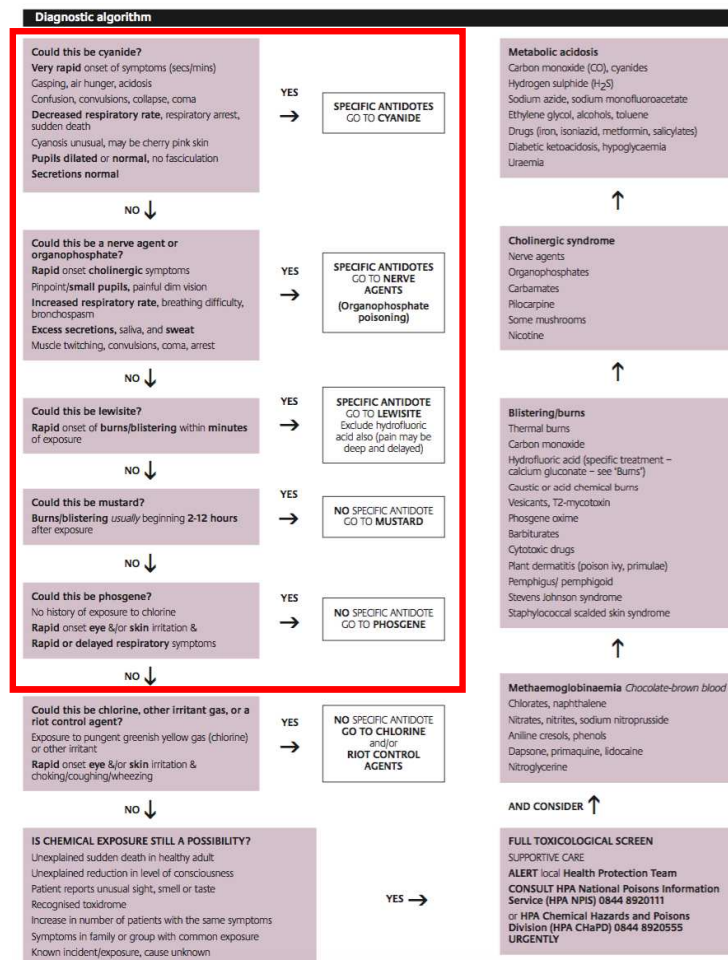 Diagnostic algorithm
Could this be cyanide?
Very rapid onset of symptoms (secs/mins)
Gasping, air hunger, acidosis
Confusion, convulsions, collapse, coma
Decreased respiratory rate, respiratory arrest,
sudden death
Cyanosis unusual, may be cherry pink skin
Pupils dilated or normal, no fasciculation
Secretions normal
YES
→
SPECIFIC ANTIDOTES
GO TO CYANIDE
NO ↓
Could this be a nerve agent or
organophosphate?
Rapid onset cholinergic symptoms
Pinpoint/small pupils, painful dim vision
Increased respiratory rate, breathing difficulty,
bronchospasm
Excess secretions, saliva, and sweat
Muscle twitching, convulsions, coma, arrest
YES
→
SPECIFIC ANTIDOTES
GO TO NERVE
AGENTS
(Organophosphate
poisoning)
NO ↓
Could this be lewisite?
Rapid onset of burns/blistering within minutes
of exposure
YES
→
SPECIFIC ANTIDOTE
GO TO LEWISITE
Exclude hydrofluoric
acid also (pain may be
deep and delayed)
NO ↓
Could this be mustard?
Burns/blistering usually beginning 2-12 hours
after exposure
YES
→
NO SPECIFIC ANTIDOTE
GO TO MUSTARD
NO ↓
Could this be phosgene?
No history of exposure to chlorine
Rapid onset eye &/or skin irritation &
Rapid or delayed respiratory symptoms
YES
→
NO SPECIFIC ANTIDOTE
GO TO PHOSGENE
NO ↓
Could this be chlorine, other irritant gas, or a
riot control agent?
Exposure to pungent greenish yellow gas (chlorine)
or other irritant
Rapid onset eye &/or skin irritation &
choking/coughing/wheezing
YES
→
NO SPECIFIC ANTIDOTE
GO TO CHLORINE
and/or
RIOT CONTROL
AGENTS
NO ↓
IS CHEMICAL EXPOSURE STILL A POSSIBILITY?
Unexplained sudden death in healthy adult
Unexplained reduction in level of consciousness
Patient reports unusual sight, smell or taste
Recognised toxidrome
Increase in number of patients with the same symptoms
Symptoms in family or group with common exposure
Known incident/exposure, cause unknown
YES →
Metabolic acidosis
Carbon monoxide (CO), cyanides
Hydrogen sulphide (H2S)
Sodium azide, sodium monofluoroacetate
Ethylene glycol, alcohols, toluene
Drugs (iron, isoniazid, metformin, salicylates)
Diabetic ketoacidosis, hypoglycaemia
Uraemia
↑
Cholinergic syndrome
Nerve agents
Organophosphates
Carbamates
Pilocarpine
Some mushrooms
Nicotine
↑
Blistering/burns
Thermal burns
Carbon monoxide
Hydrofluoric acid (specific treatment –
calcium gluconate – see 'Burns')
Caustic or acid chemical burns
Vesicants, T2-mycotoxin
Phosgene oxime
Barbiturates
Cytotoxic drugs
Plant dermatitis (poison ivy, primulae)
Pemphigus/ pemphigoid
Stevens Johnson syndrome
Staphylococcal scalded skin syndrome
↑
Methaemoglobinaemia Chocolate-brown blood
Chlorates, naphthalene
Nitrates, nitrites, sodium nitroprusside
Aniline cresols, phenols
Dapsone, primaquine, lidocaine
Nitroglycerine
AND CONSIDER ↑
FULL TOXICOLOGICAL SCREEN
SUPPORTIVE CARE
ALERT local Health Protection Team
CONSULT HPA National Poisons Information
Service (HPA NPIS) 0844 8920111
or HPA Chemical Hazards and Poisons
Division (HPA CHaPD) 0844 8920555
URGENTLY